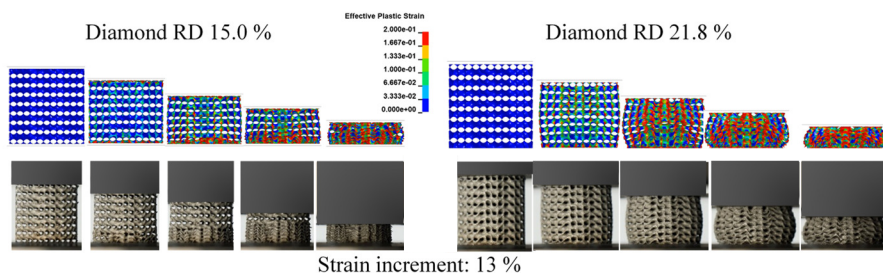 Diamond RD 15.0 %
Effective Plastic Strain
2.000e-01
1.667e-01
1.333e-01
1.000e-01
6.667e-02
3.333e-02
0.000e+00
Diamond RD 21.8 %
Strain increment: 13 %